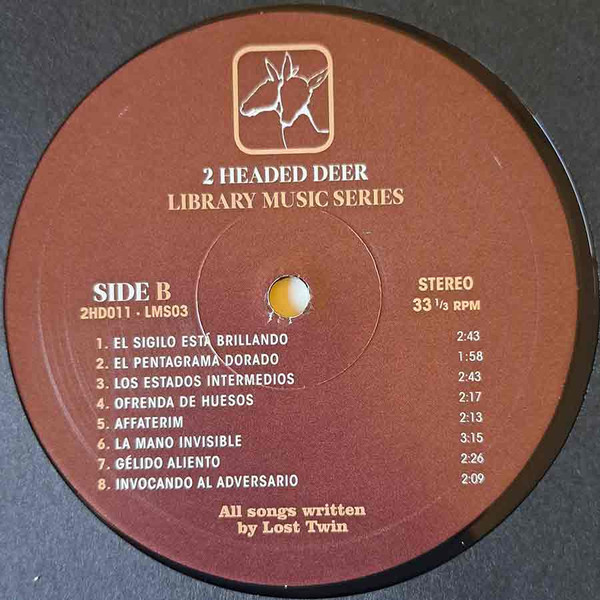 2 HEADED DEER
LIBRARY MUSIC SERIES
SIDE B
2HD011 · LMS03
STEREO
33 1/3 RPM
1. EL SIGILO ESTÁ BRILLANDO 2:43
2. EL PENTAGRAMA DORADO 1:58
3. LOS ESTADOS INTERMEDIOS 2:43
4. OFRENDA DE HUESOS 2:17
5. AFFATERIM 2:13
6. LA MANO INVISIBLE 3:15
7. GÉLIDO ALIENTO 2:26
8. INVOCANDO AL ADVERSARIO 2:09
All songs written
by Lost Twin